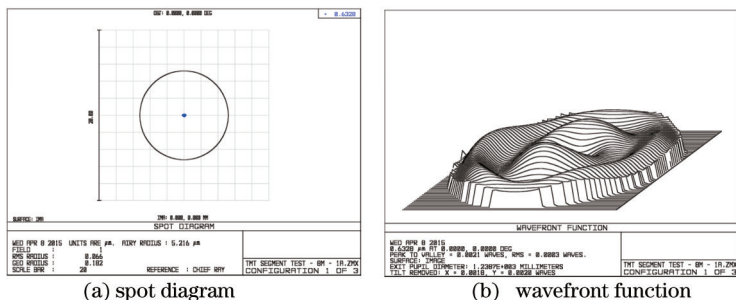 OBJ: 0.0000, 0.0000 DEG
0.6328
20.00
IMA: 0.000, 0.000 MM
SURFACE: IMA
SPOT DIAGRAM
WED APR 8 2015 UNITS ARE µm. AIRY RADIUS : 5.216 µm
FIELD : 1
RMS RADIUS : 0.066
GEO RADIUS : 0.102
SCALE BAR : 20 REFERENCE : CHIEF RAY
TMT SEGMENT TEST - 8M - 1A.ZMX
CONFIGURATION 1 OF 3
(a) spot diagram
WAVEFRONT FUNCTION
WED APR 8 2015
0.6328 µm AT 0.0000, 0.0000 DEG
PEAK TO VALLEY = 0.0021 WAVES, RMS = 0.0003 WAVES.
SURFACE: IMAGE
EXIT PUPIL DIAMETER: 1.2387E+003 MILLIMETERS
TILT REMOVED: X = 0.0018, Y = 0.0020 WAVES
TMT SEGMENT TEST - 8M - 1A.ZMX
CONFIGURATION 1 OF 3
(b) wavefront function